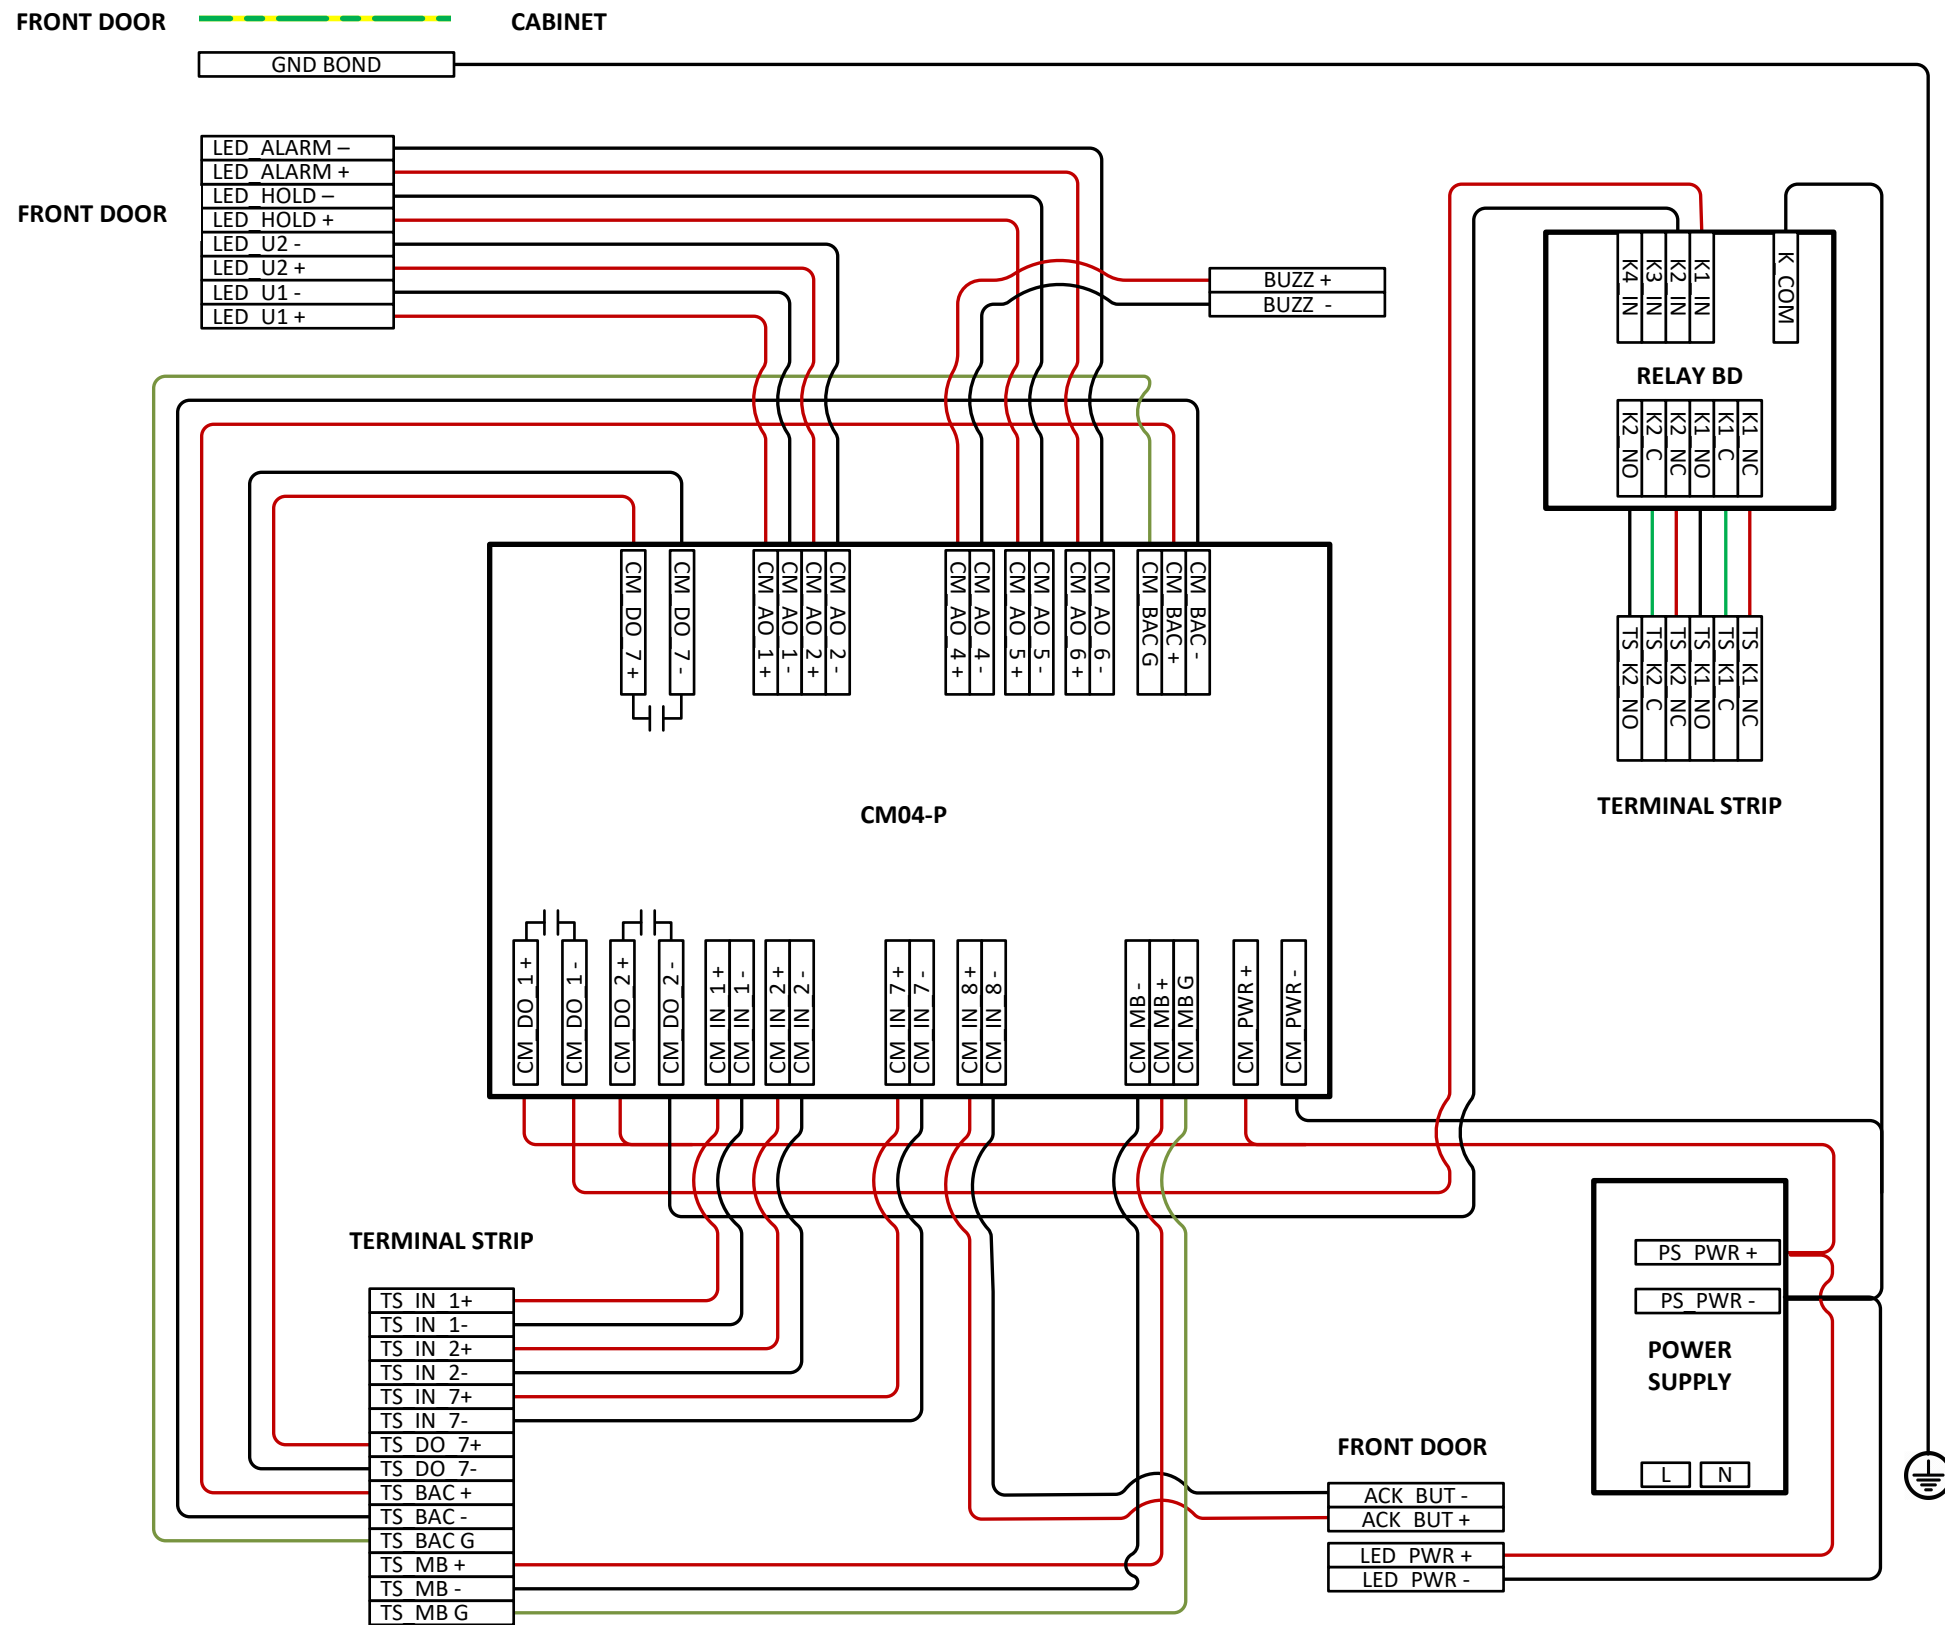 FRONT DOOR
CABINET
GND BOND
LED_ALARM –
LED_ALARM +
LED_HOLD –
LED_HOLD +
LED_U2 -
LED_U2 +
LED_U1 -
LED_U1 +
FRONT DOOR
BUZZ +
BUZZ -
K4_IN
K3_IN
K2_IN
K1_IN
K_COM
RELAY BD
K2_NO
K2_C
K2_NC
K1_NO
K1_C
K1_NC
TS_K2_NO
TS_K2_C
TS_K2_NC
TS_K1_NO
TS_K1_C
TS_K1_NC
TERMINAL STRIP
CM_DO_7 +
CM_DO_7 -
CM_AO_1 +
CM_AO_1 -
CM_AO_2 +
CM_AO_2 -
CM_AO_4 +
CM_AO_4 -
CM_AO_5 +
CM_AO_5 -
CM_AO_6 +
CM_AO_6 -
CM_BAC G
CM_BAC +
CM_BAC -
CM04-P
CM_DO_1 +
CM_DO_1 -
CM_DO_2 +
CM_DO_2 -
CM_IN_1 +
CM_IN_1 -
CM_IN_2 +
CM_IN_2 -
CM_IN_7 +
CM_IN_7 -
CM_IN_8+
CM_IN_8-
CM_MB -
CM_MB +
CM_MB G
CM_PWR +
CM_PWR -
TERMINAL STRIP
TS_IN_1+
TS_IN_1-
TS_IN_2+
TS_IN_2-
TS_IN_7+
TS_IN_7-
TS_DO_7+
TS_DO_7-
TS_BAC +
TS_BAC -
TS_BAC G
TS_MB +
TS_MB -
TS_MB G
PS_PWR +
PS_PWR -
POWER
SUPPLY
L
N
FRONT DOOR
ACK_BUT -
ACK_BUT +
LED_PWR +
LED_PWR -